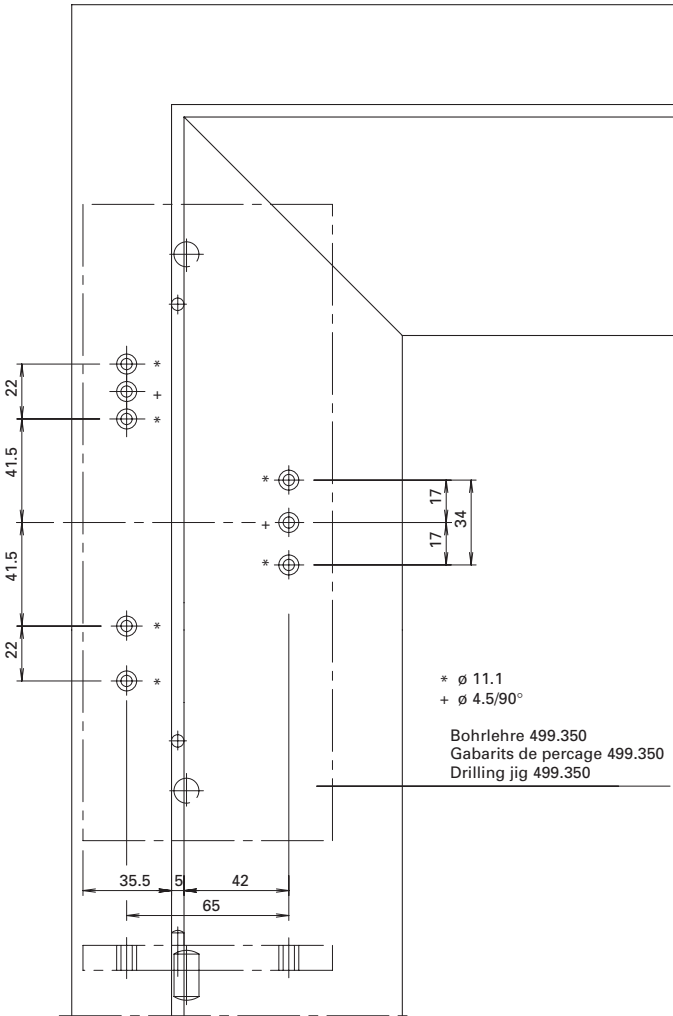 *
22
+
*
41.5
*
17
+
34
17
*
41.5
*
22
*
* ø 11.1
+ ø 4.5/90°
Bohrlehre 499.350
Gabarits de percage 499.350
Drilling jig 499.350
35.5 5 42
65